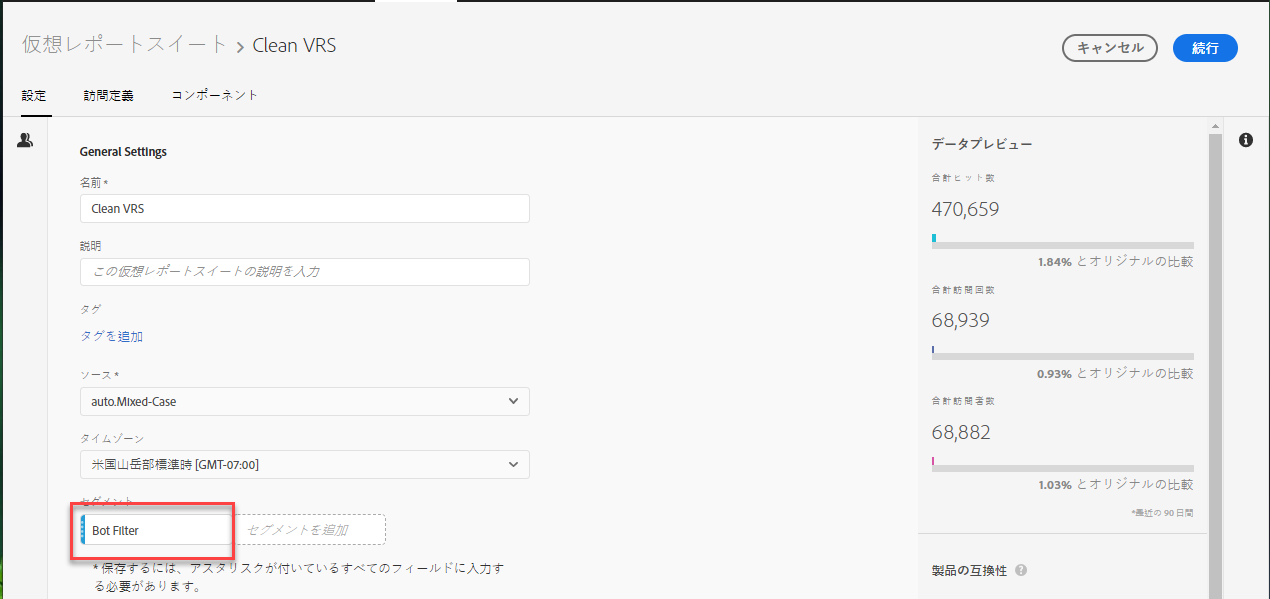 仮想レポートスイート > Clean VRS
キャンセル
続行
設定
訪問定義
コンポーネント
General Settings
名前 *
Clean VRS
説明
この仮想レポートスイートの説明を入力
タグ
タグを追加
ソース *
auto.Mixed-Case
タイムゾーン
米国山岳部標準時 [GMT-07:00]
セグメント
Bot Filter
セグメントを追加
* 保存するには、アスタリスクが付いているすべてのフィールドに入力す
る必要があります。
データプレビュー
合計ヒット数
470,659
1.84% とオリジナルの比較
合計訪問回数
68,939
0.93% とオリジナルの比較
合計訪問者数
68,882
1.03% とオリジナルの比較
*最近の 90 日間
製品の互換性